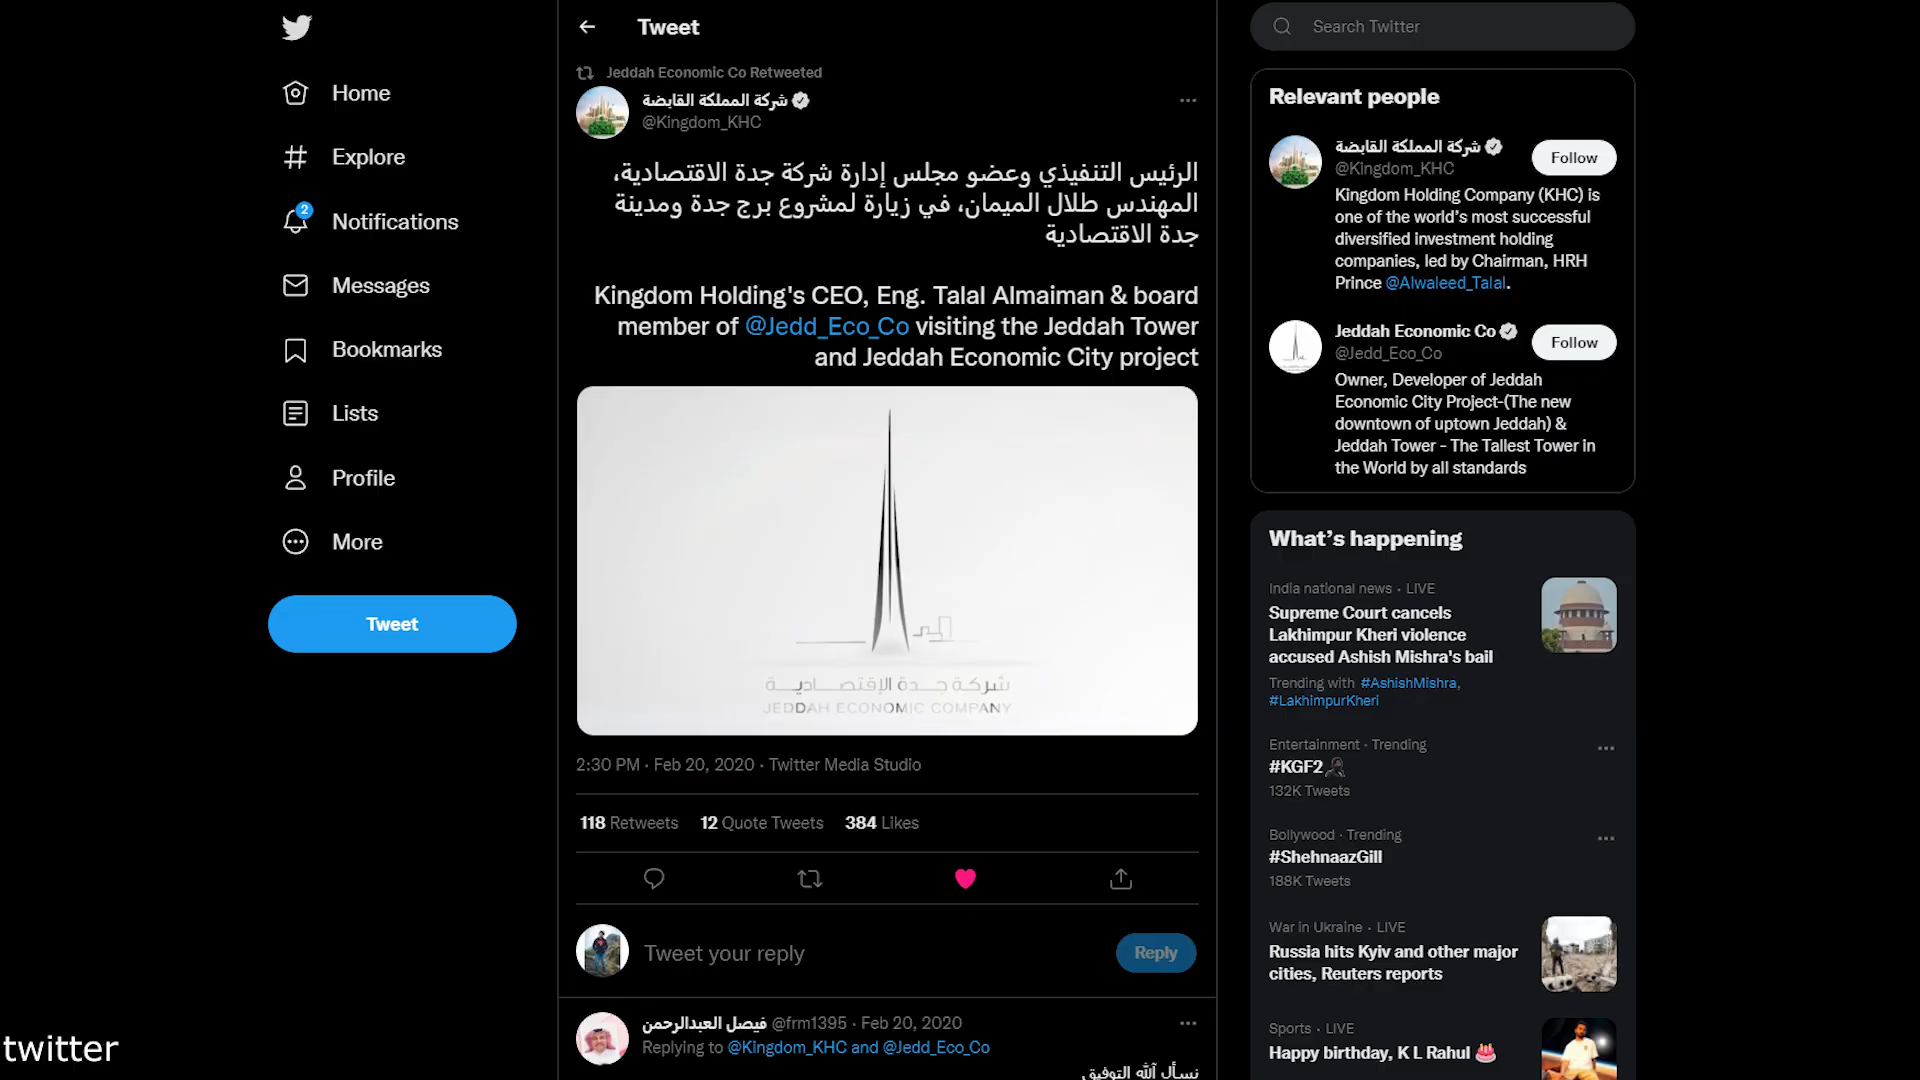 Home
Explore
2
Notifications
Messages
Bookmarks
Lists
Profile
More
Tweet
twitter
Tweet
Jeddah Economic Co Retweeted
شركة المملكة القابضة
@Kingdom_KHC
الرئيس التنفيذي وعضو مجلس إدارة شركة جدة الاقتصادية،
المهندس طلال الميمان، في زيارة لمشروع برج جدة ومدينة
جدة الاقتصادية
Kingdom Holding's CEO, Eng. Talal Almaiman & board
member of @Jedd_Eco_Co visiting the Jeddah Tower
and Jeddah Economic City project
شركة جدة الإقتصادية
JEDDAH ECONOMIC COMPANY
2:30 PM · Feb 20, 2020 · Twitter Media Studio
118 Retweets 12 Quote Tweets 384 Likes
Tweet your reply
Reply
فيصل العبدالرحمن @frm1395 · Feb 20, 2020
Replying to @Kingdom_KHC and @Jedd_Eco_Co
نسأل الله التوفيق
Search Twitter
Relevant people
شركة المملكة القابضة
@Kingdom_KHC
Follow
Kingdom Holding Company (KHC) is
one of the world's most successful
diversified investment holding
companies, led by Chairman, HRH
Prince @Alwaleed_Talal.
Jeddah Economic Co
@Jedd_Eco_Co
Follow
Owner, Developer of Jeddah
Economic City Project-(The new
downtown of uptown Jeddah) &
Jeddah Tower - The Tallest Tower in
the World by all standards
What's happening
India national news · LIVE
Supreme Court cancels
Lakhimpur Kheri violence
accused Ashish Mishra's bail
Trending with #AshishMishra,
#LakhimpurKheri
Entertainment · Trending
#KGF2
132K Tweets
Bollywood · Trending
#ShehnaazGill
188K Tweets
War in Ukraine · LIVE
Russia hits Kyiv and other major
cities, Reuters reports
Sports · LIVE
Happy birthday, K L Rahul 🎂